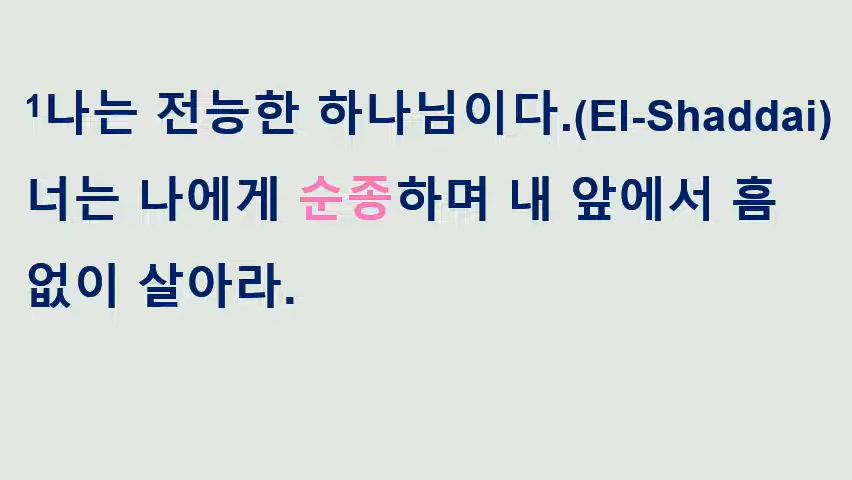 ¹나는 전능한 하나님이다.(El-Shaddai)
너는 나에게 순종하며 내 앞에서 흠
없이 살아라.